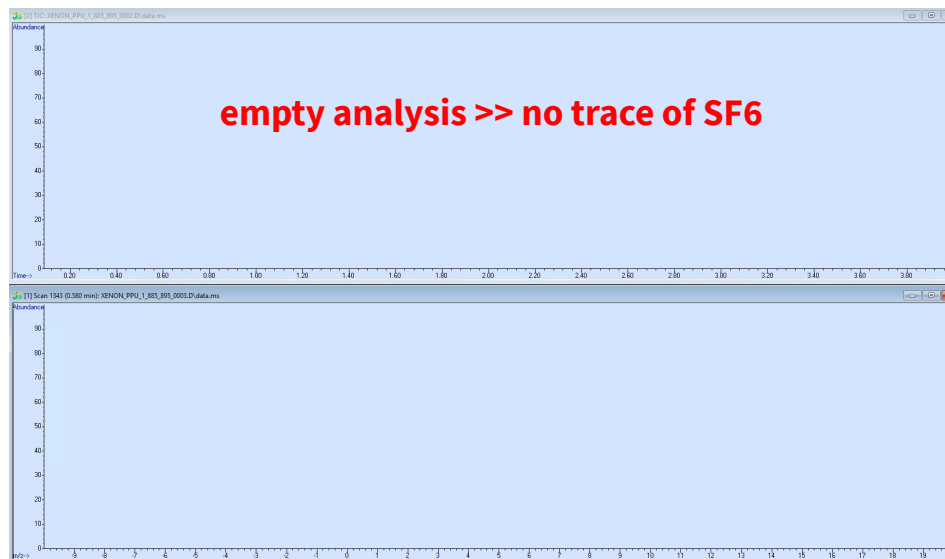 [2] TIC: XENON_PPU_1_885_895_0002.D\data.ms
Abundance
90
80
70
60
50
40
30
20
10
0
empty analysis >> no trace of SF6
Time-->
0.20 0.40 0.60 0.80 1.00 1.20 1.40 1.60 1.80 2.00 2.20 2.40 2.60 2.80 3.00 3.20 3.40 3.60 3.80
[1] Scan 1343 (0.580 min): XENON_PPU_1_885_895_0003.D\data.ms
Abundance
90
80
70
60
50
40
30
20
10
0
m/z-->
-9 -8 -7 -6 -5 -4 -3 -2 -1 0 1 2 3 4 5 6 7 8 9 10 11 12 13 14 15 16 17 18 19